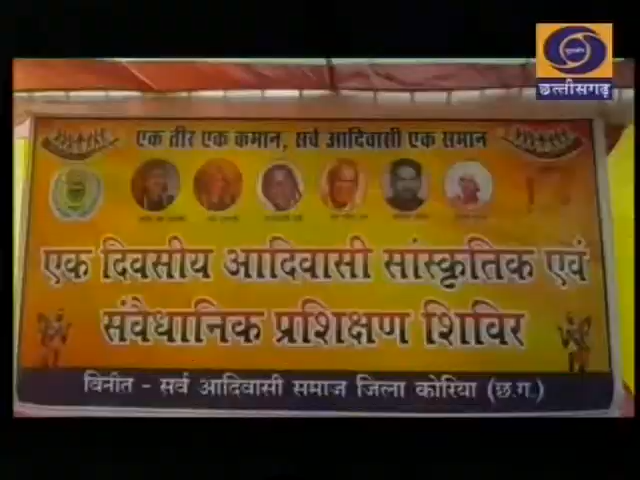 छत्तीसगढ़
एक तीर एक कमान, सर्व आदिवासी एक समान
एक दिवसीय आदिवासी सांस्कृतिक एवं
संवैधानिक प्रशिक्षण शिविर
विनीत - सर्व आदिवासी समाज जिला कोरिया (छ.ग.)